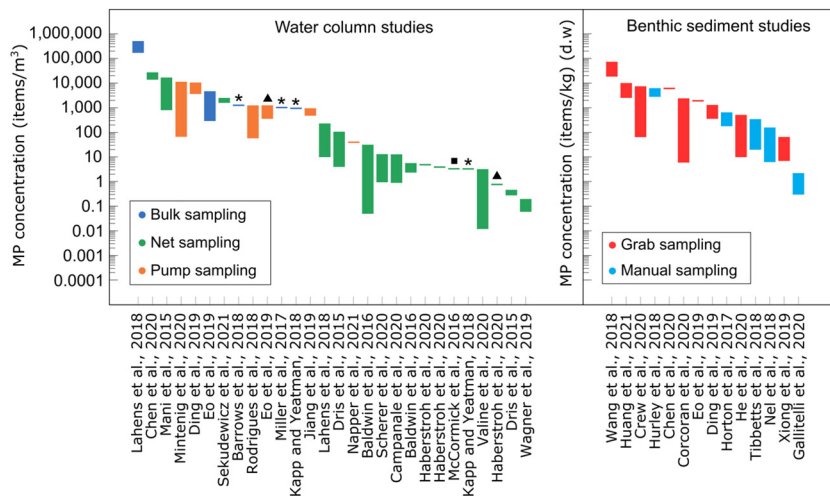 Water column studies
Benthic sediment studies
MP concentration (items/m³)
1,000,000
100,000
10,000
1,000
100
10
1
0.1
0.01
0.001
0.0001
Bulk sampling
Net sampling
Pump sampling
MP concentration (items/kg) (d.w)
Grab sampling
Manual sampling
Lahens et al., 2018
Chen et al., 2020
Mani et al., 2015
Mintenig et al., 2020
Ding et al., 2019
Eo et al., 2019
Sekudewicz et al., 2021
Barrows et al., 2018
Rodrigues et al., 2018
Eo et al., 2019
Miller et al., 2017
Kapp and Yeatman, 2018
Jiang et al., 2019
Lahens et al., 2018
Dris et al., 2015
Napper et al., 2021
Baldwin et al., 2016
Scherer et al., 2020
Campanale et al., 2020
Baldwin et al., 2016
Haberstroh et al., 2020
Haberstroh et al., 2020
McCormick et al., 2016
Kapp and Yeatman, 2018
Valine et al., 2020
Haberstroh et al., 2020
Dris et al., 2015
Wagner et al., 2019
Wang et al., 2018
Huang et al., 2021
Crew et al., 2020
Hurley et al., 2018
Chen et al., 2020
Corcoran et al., 2020
Eo et al., 2019
Ding et al., 2019
Horton et al., 2017
He et al., 2020
Tibbetts et al., 2018
Nel et al., 2018
Xiong et al., 2019
Gallitelli et al., 2020